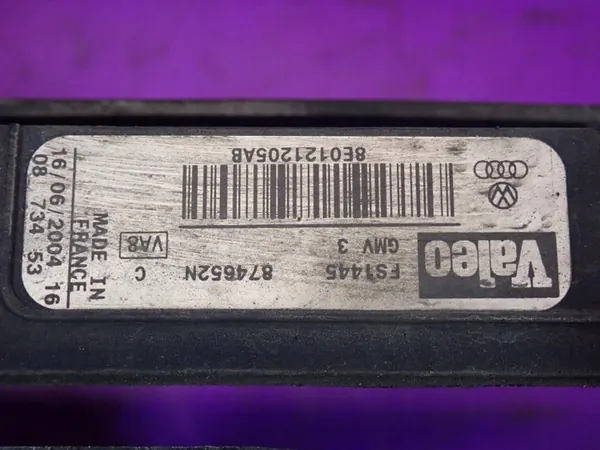 Valeo
FS1445 874652N C
GMV 3 VA8
8E0121205AB
MADE IN
FRANCE
16/06/2004 16
08 734 53